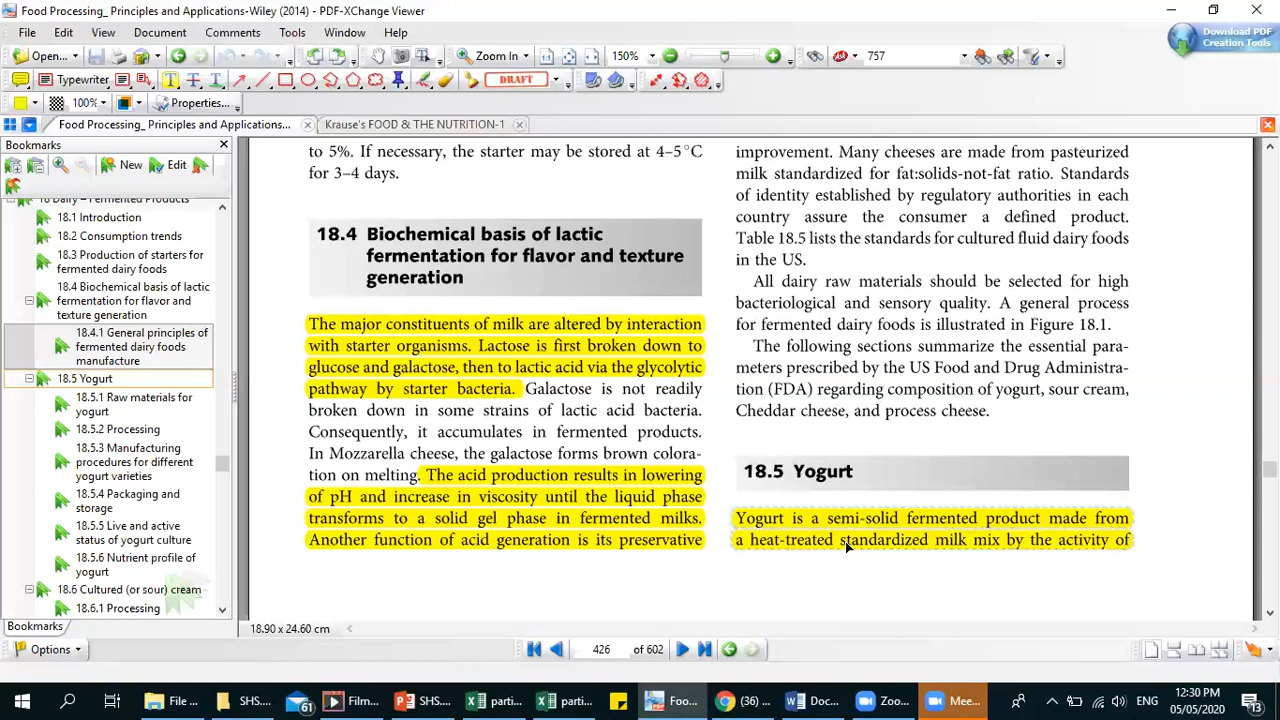 Food Processing_ Principles and Applications-Wiley (2014) - PDF-XChange Viewer
File Edit View Document Comments Tools Window Help
Download PDF
Creation Tools
Open... Zoom In 150% 757
Typewriter DRAFT
100% Properties...
Food Processing_ Principles and Applications... Krause's FOOD & THE NUTRITION-1
Bookmarks
New Edit
18 Dairy – Fermented Products
18.1 Introduction
18.2 Consumption trends
18.3 Production of starters for
fermented dairy foods
18.4 Biochemical basis of lactic
fermentation for flavor and
texture generation
18.4.1 General principles of
fermented dairy foods
manufacture
18.5 Yogurt
18.5.1 Raw materials for
yogurt
18.5.2 Processing
18.5.3 Manufacturing
procedures for different
yogurt varieties
18.5.4 Packaging and
storage
18.5.5 Live and active
status of yogurt culture
18.5.6 Nutrient profile of
yogurt
18.6 Cultured (or sour) cream
18.6.1 Processing
Bookmarks
Options
to 5%. If necessary, the starter may be stored at 4–5°C
for 3–4 days.
18.4 Biochemical basis of lactic
fermentation for flavor and texture
generation
The major constituents of milk are altered by interaction
with starter organisms. Lactose is first broken down to
glucose and galactose, then to lactic acid via the glycolytic
pathway by starter bacteria. Galactose is not readily
broken down in some strains of lactic acid bacteria.
Consequently, it accumulates in fermented products.
In Mozzarella cheese, the galactose forms brown colora-
tion on melting. The acid production results in lowering
of pH and increase in viscosity until the liquid phase
transforms to a solid gel phase in fermented milks.
Another function of acid generation is its preservative
improvement. Many cheeses are made from pasteurized
milk standardized for fat:solids-not-fat ratio. Standards
of identity established by regulatory authorities in each
country assure the consumer a defined product.
Table 18.5 lists the standards for cultured fluid dairy foods
in the US.
All dairy raw materials should be selected for high
bacteriological and sensory quality. A general process
for fermented dairy foods is illustrated in Figure 18.1.
The following sections summarize the essential para-
meters prescribed by the US Food and Drug Administra-
tion (FDA) regarding composition of yogurt, sour cream,
Cheddar cheese, and process cheese.
18.5 Yogurt
Yogurt is a semi-solid fermented product made from
a heat-treated standardized milk mix by the activity of
18.90 x 24.60 cm
426 of 602
File ... SHS... 61 Film... SHS... parti... parti... Foo... (36) ... Doc... Zoo... Mee... ENG 12:30 PM
05/05/2020 13